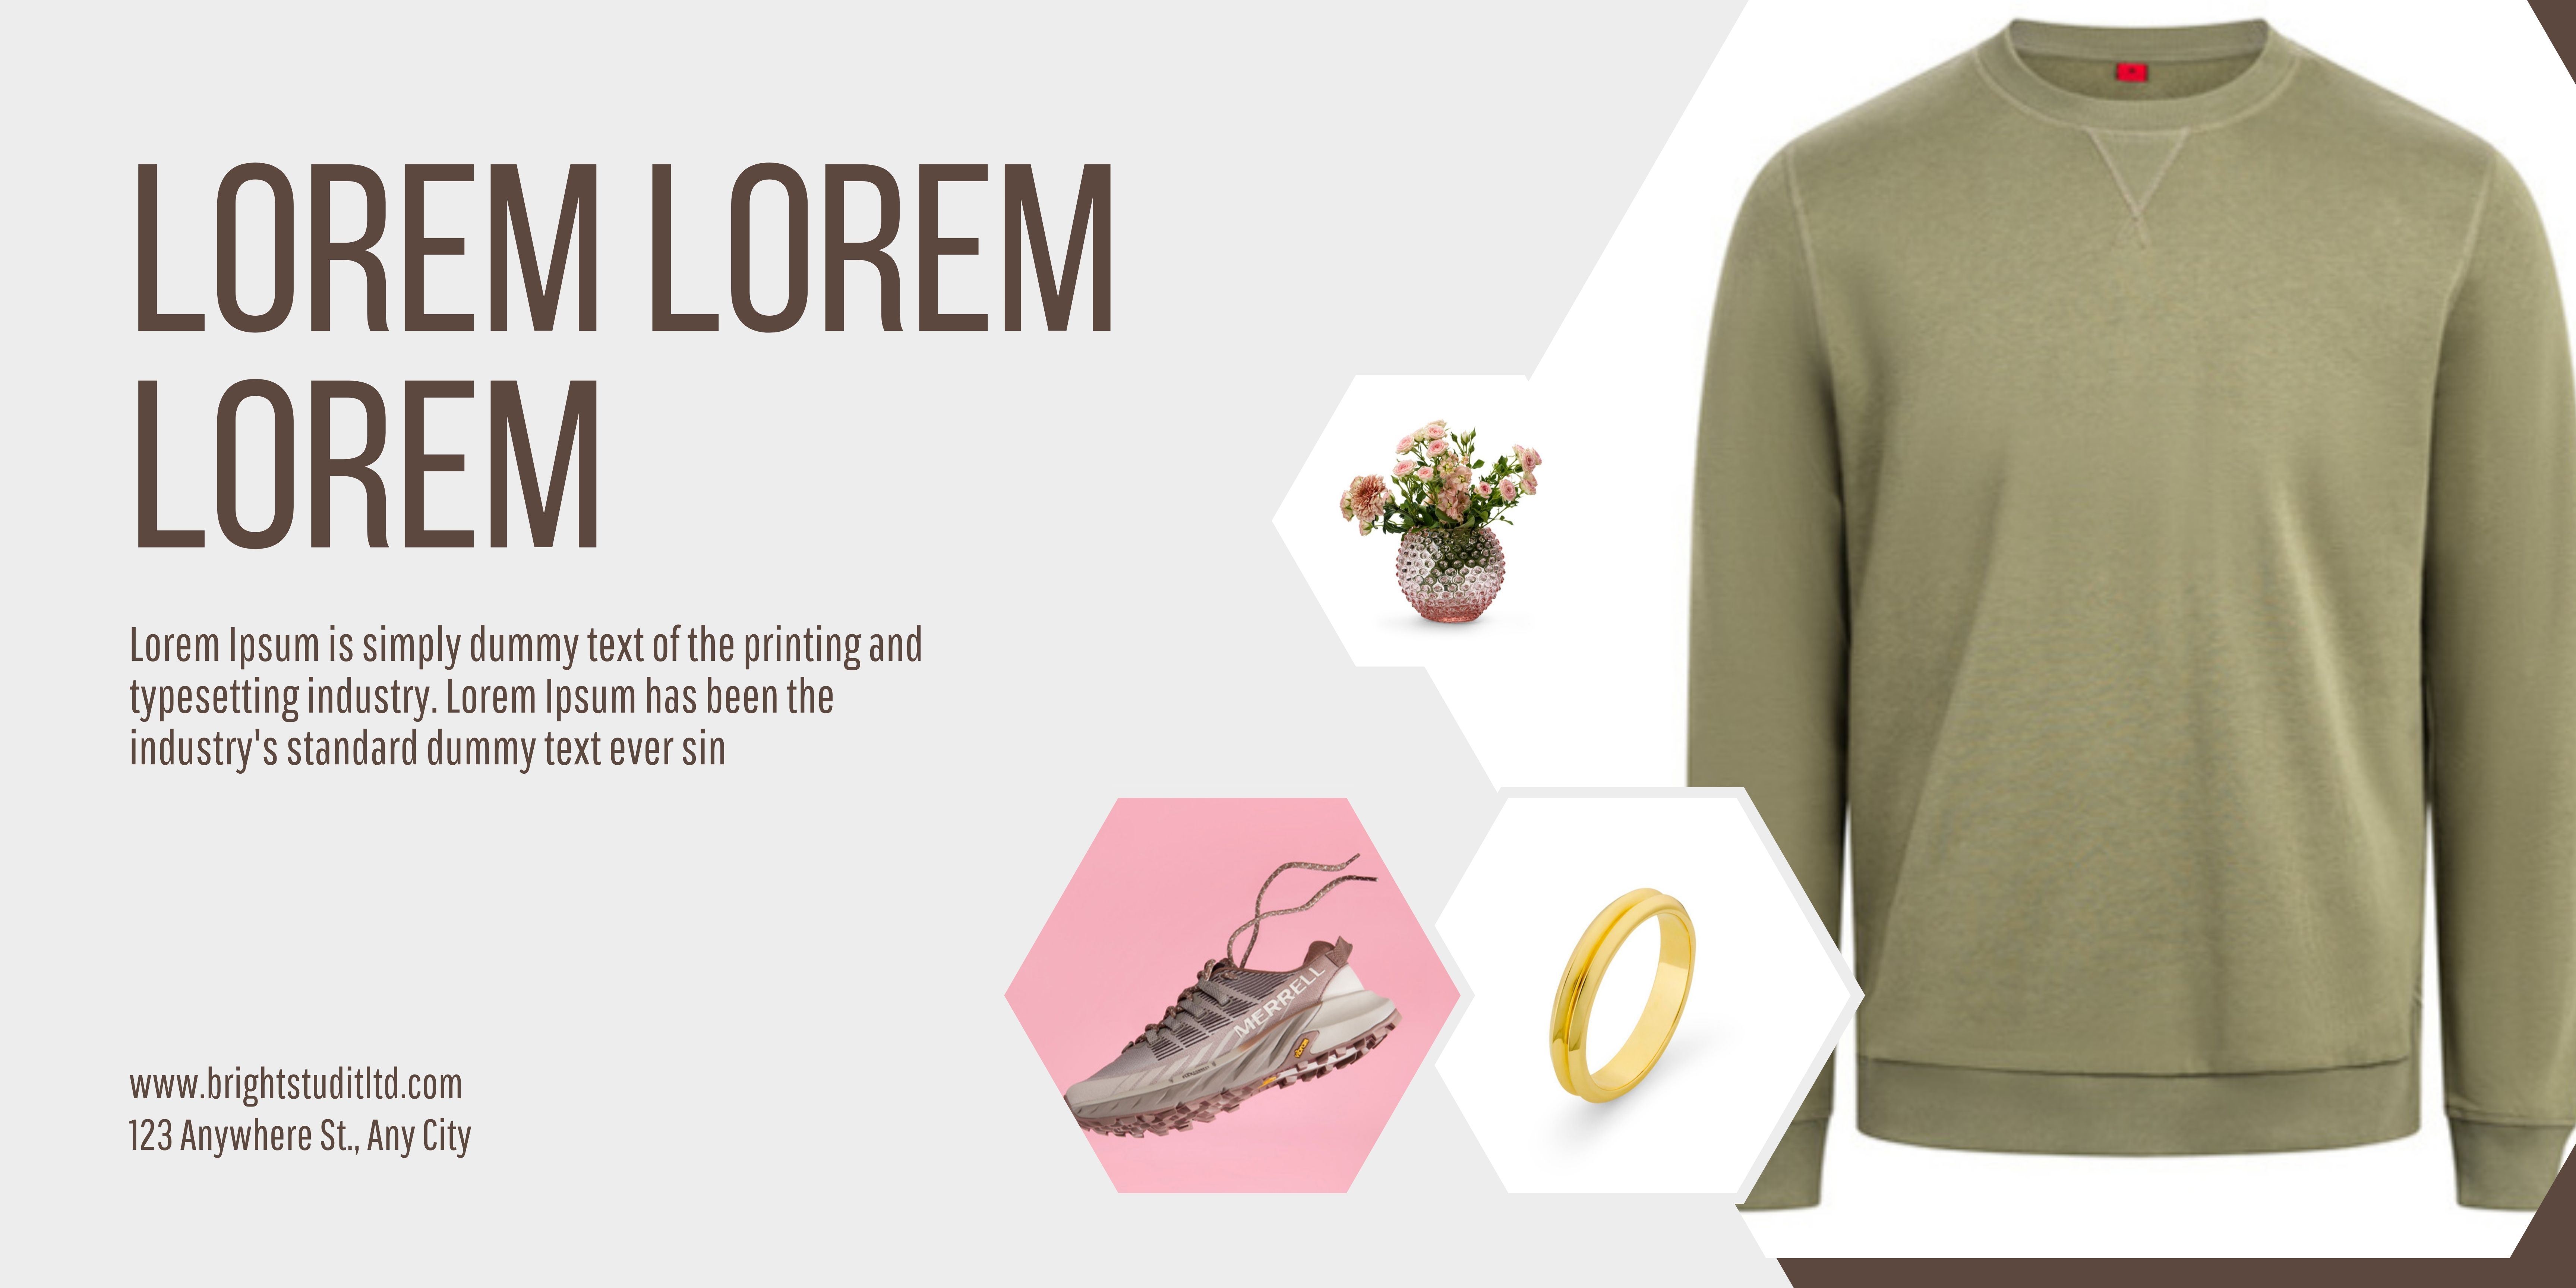 LOREM LOREM
LOREM
Lorem Ipsum is simply dummy text of the printing and
typesetting industry. Lorem Ipsum has been the
industry's standard dummy text ever sin
www.brightstuditltd.com
123 Anywhere St., Any City
MERRELL
vibram